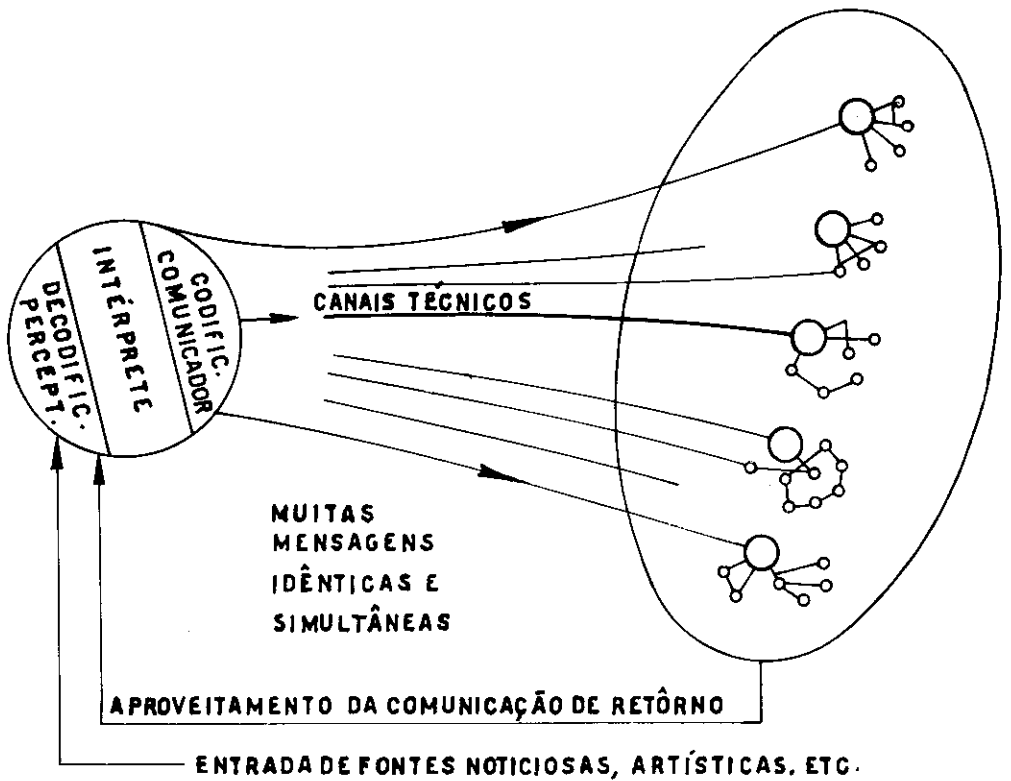 DECODIFIC.
PERCEPT.
INTÉRPRETE
CODIFIC.
COMUNICADOR
CANAIS TÉCNICOS
MUITAS
MENSAGENS
IDÊNTICAS E
SIMULTÂNEAS
APROVEITAMENTO DA COMUNICAÇÃO DE RETÔRNO
ENTRADA DE FONTES NOTICIOSAS, ARTÍSTICAS. ETC.